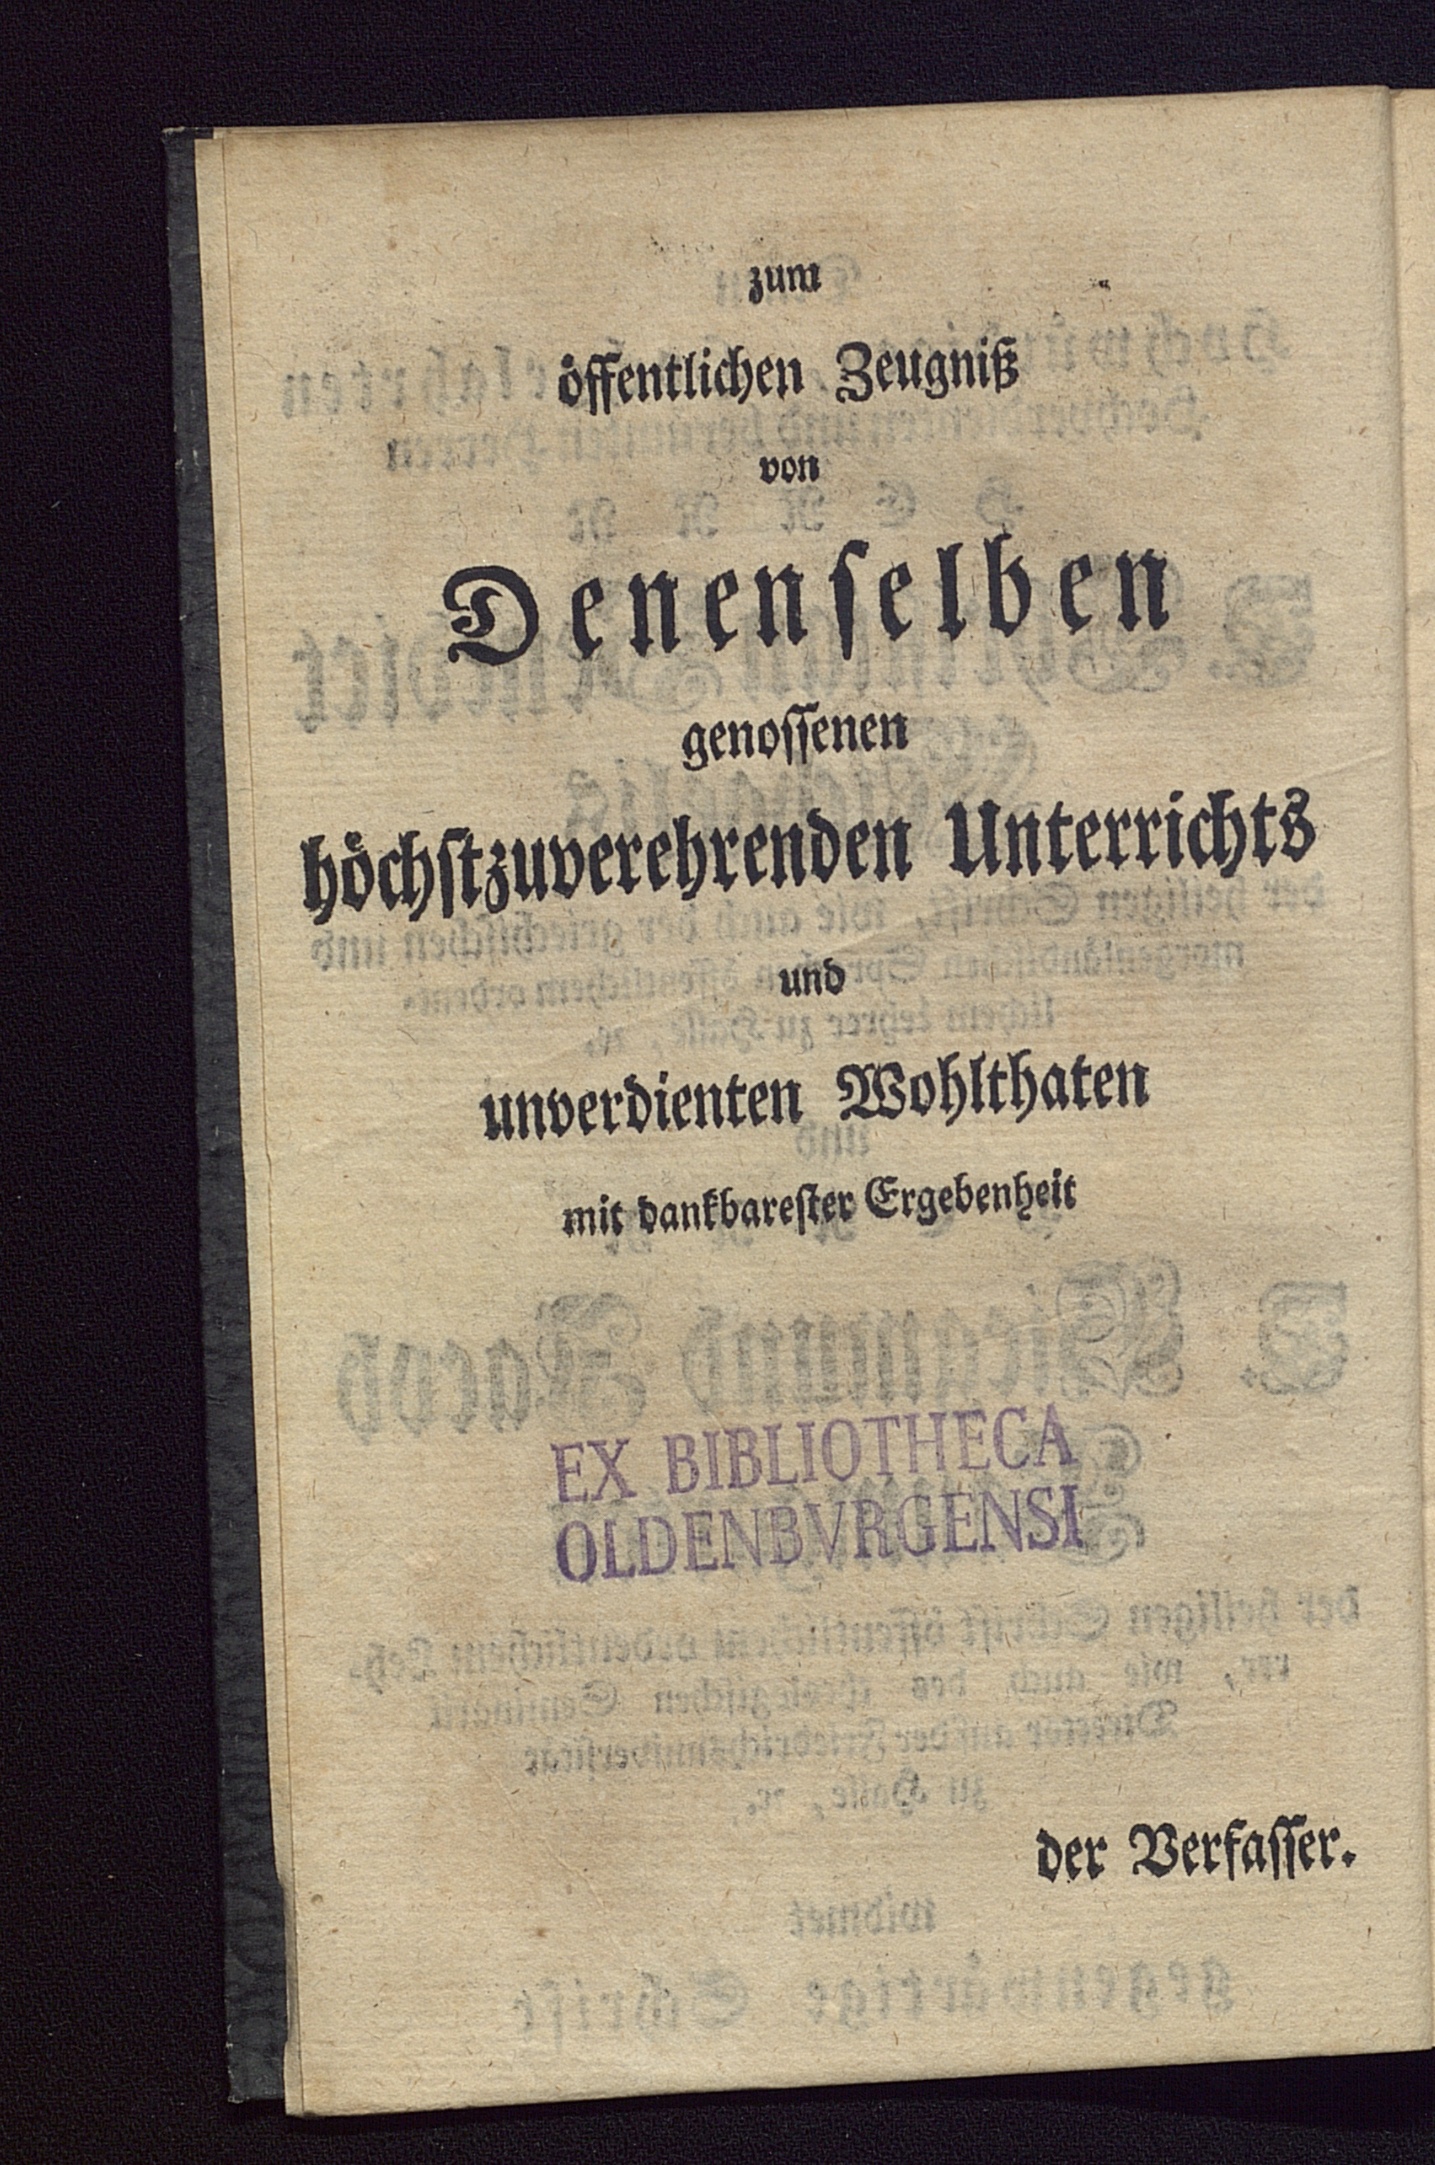 zum
öffentlichen Zeugniß
von
Denenſelben
genoſſenen
höchſtzuverehrenden Unterrichts
und
unverdienten Wohlthaten
mit dankbareſter Ergebenheit
EX BIBLIOTHECA
OLDENBVRGENSI
der Verfaſſer.